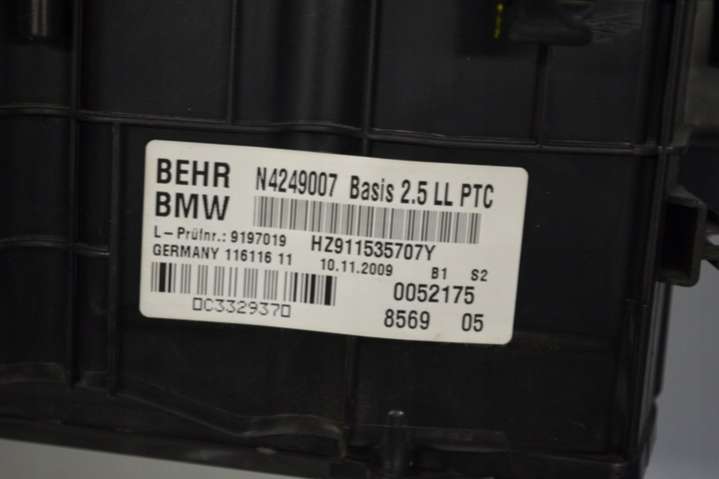 BEHR N4249007 Basis 2.5 LL PTC
BMW
L-Prüfnr.: 9197019 HZ911535707Y
GERMANY 116116 11 10.11.2009 B1 S2
0052175
DC3329370
8569 05